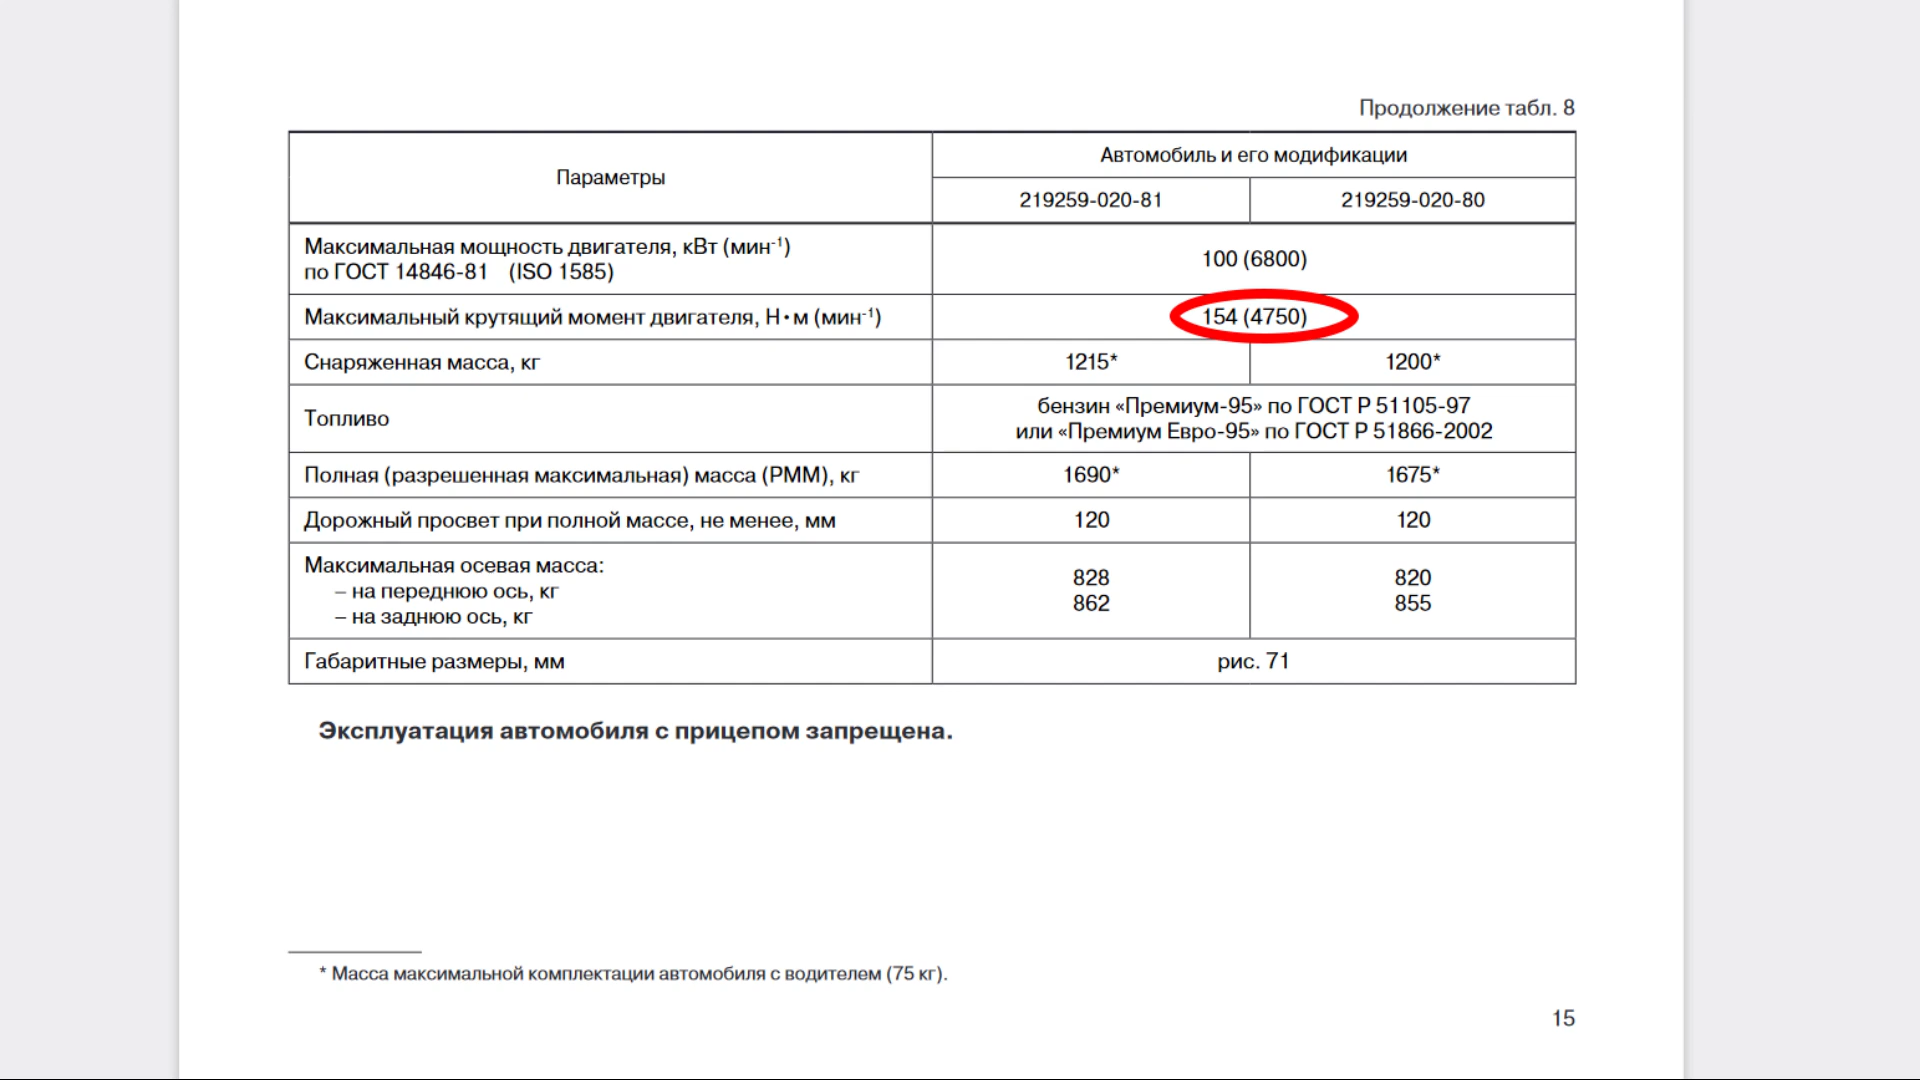 Продолжение табл. 8
Параметры
Автомобиль и его модификации
219259-020-81
219259-020-80
Максимальная мощность двигателя, кВт (мин⁻¹)
по ГОСТ 14846-81 (ISO 1585)
100 (6800)
Максимальный крутящий момент двигателя, Н•м (мин⁻¹)
154 (4750)
Снаряженная масса, кг
1215*
1200*
Топливо
бензин «Премиум-95» по ГОСТ Р 51105-97
или «Премиум Евро-95» по ГОСТ Р 51866-2002
Полная (разрешенная максимальная) масса (РММ), кг
1690*
1675*
Дорожный просвет при полной массе, не менее, мм
120
120
Максимальная осевая масса:
– на переднюю ось, кг
– на заднюю ось, кг
828
862
820
855
Габаритные размеры, мм
рис. 71
Эксплуатация автомобиля с прицепом запрещена.
* Масса максимальной комплектации автомобиля с водителем (75 кг).
15